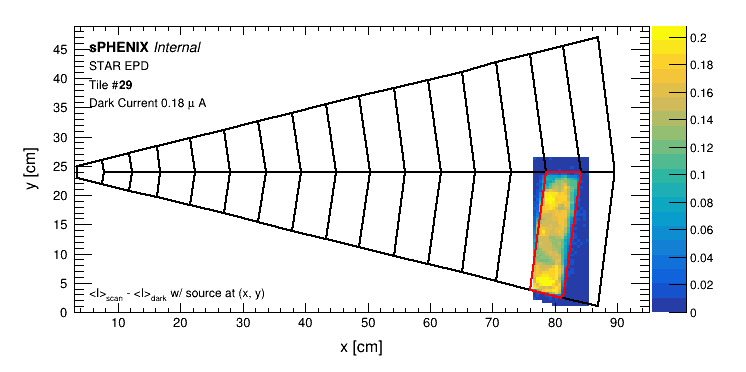 sPHENIX Internal
STAR EPD
Tile #29
Dark Current 0.18 μ A
<I>scan - <I>dark w/ source at (x, y)
y [cm]
45
40
35
30
25
20
15
10
5
0
10 20 30 40 50 60 70 80 90
x [cm]
0.2
0.18
0.16
0.14
0.12
0.1
0.08
0.06
0.04
0.02
0